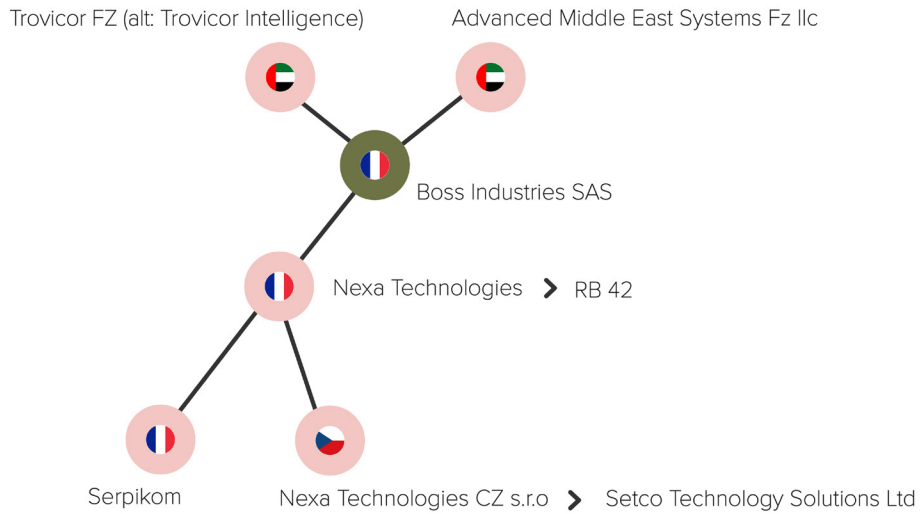 Trovicor FZ (alt: Trovicor Intelligence)
Advanced Middle East Systems Fz llc
Boss Industries SAS
Nexa Technologies > RB 42
Serpikom
Nexa Technologies CZ s.r.o > Setco Technology Solutions Ltd